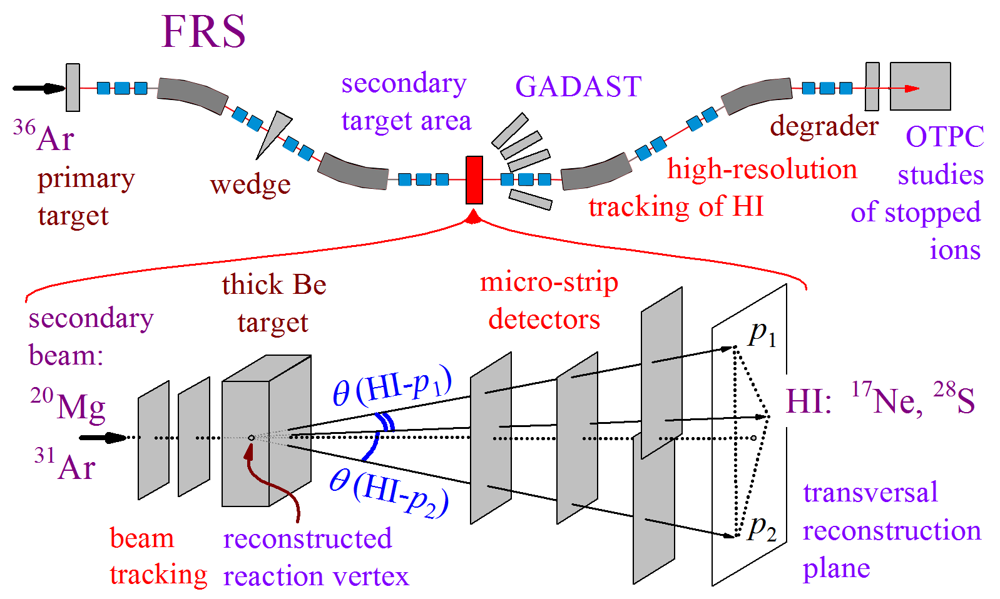 FRS
secondary
target area
GADAST
³⁶Ar
primary
target
wedge
degrader
OTPC
studies
of stopped
ions
high-resolution
tracking of HI
secondary
beam:
²⁰Mg
³¹Ar
thick Be
target
micro-strip
detectors
θ (HI-p₁)
θ (HI-p₂)
p₁
p₂
HI: ¹⁷Ne, ²⁸S
beam
tracking
reconstructed
reaction vertex
transversal
reconstruction
plane